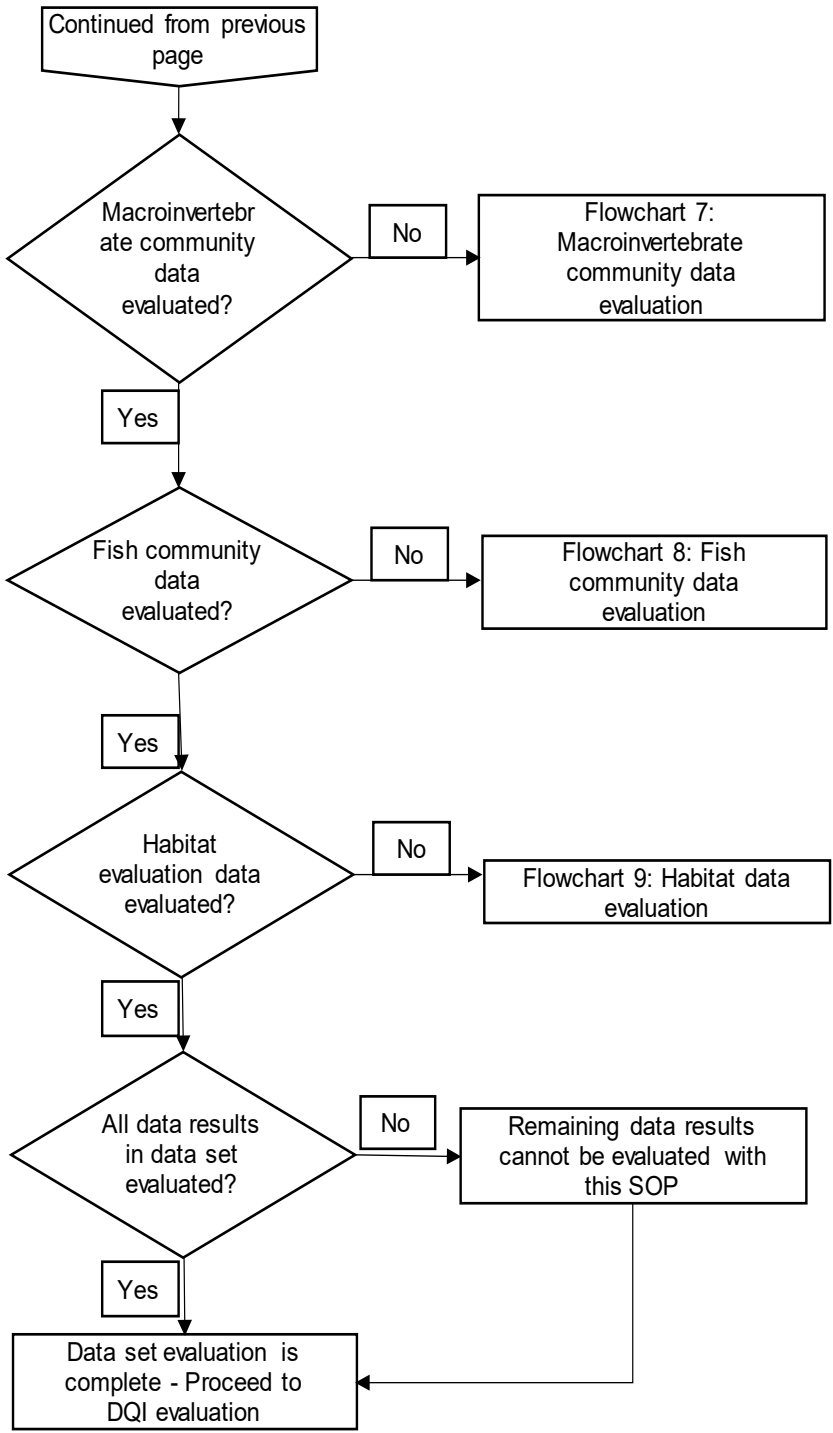 Continued from previous
page
Macroinvertebr
ate community
data
evaluated?
No
Flowchart 7:
Macroinvertebrate
community data
evaluation
Yes
Fish community
data
evaluated?
No
Flowchart 8: Fish
community data
evaluation
Yes
Habitat
evaluation data
evaluated?
No
Flowchart 9: Habitat data
evaluation
Yes
All data results
in data set
evaluated?
No
Remaining data results
cannot be evaluated with
this SOP
Yes
Data set evaluation is
complete - Proceed to
DQI evaluation